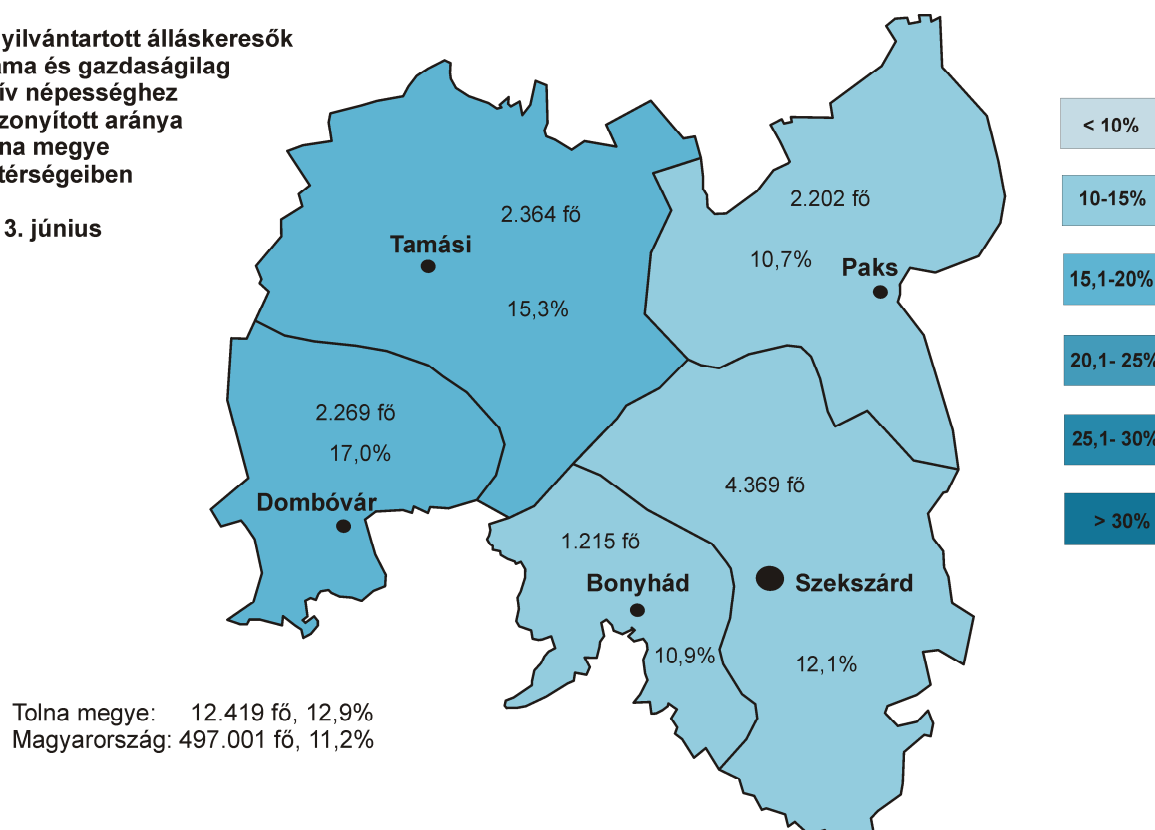 yilvántartott álláskeresők
ma és gazdaságilag
ív népességhez
zonyított aránya
na megye
térségeiben
3. június
< 10%
10-15%
15,1-20%
20,1- 25%
25,1- 30%
> 30%
2.364 fő
Tamási
15,3%
2.202 fő
10,7%
Paks
2.269 fő
17,0%
Dombóvár
4.369 fő
Szekszárd
12,1%
1.215 fő
Bonyhád
10,9%
Tolna megye: 12.419 fő, 12,9%
Magyarország: 497.001 fő, 11,2%